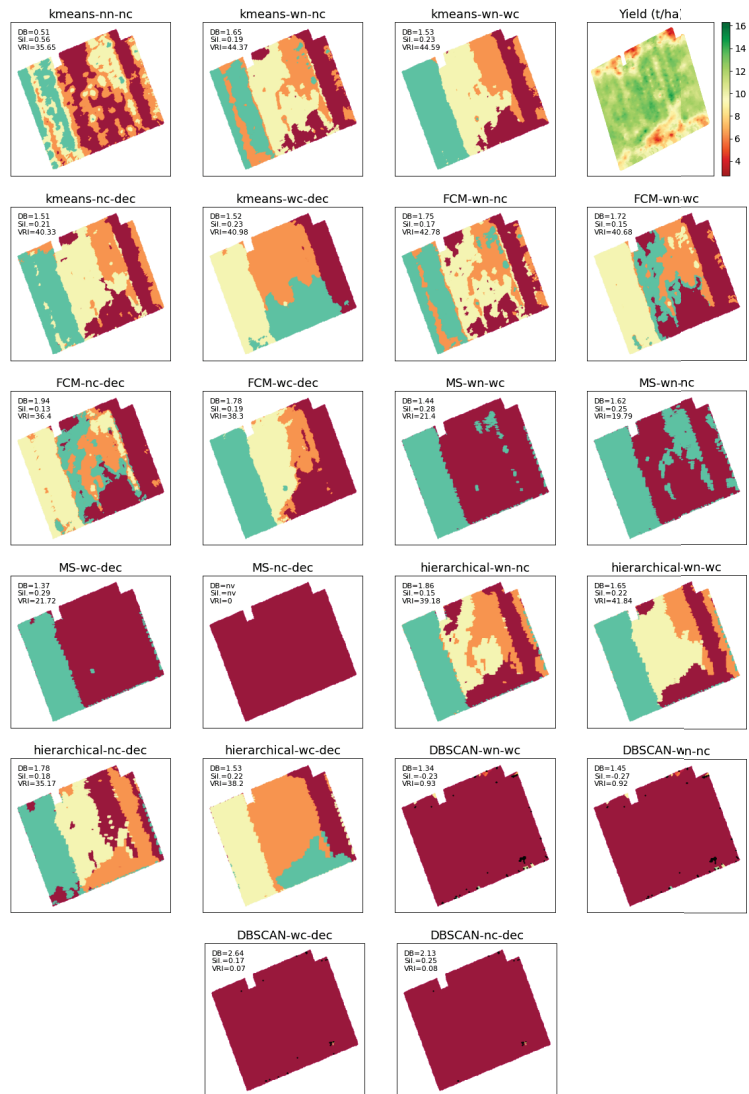 kmeans-nn-nc
DB=0.51
Sil.=0.56
VRI=35.65
kmeans-wn-nc
DB=1.65
Sil.=0.19
VRI=44.37
kmeans-wn-wc
DB=1.53
Sil.=0.23
VRI=44.59
Yield (t/ha)
16
14
12
10
8
6
4
kmeans-nc-dec
DB=1.51
Sil.=0.21
VRI=40.33
kmeans-wc-dec
DB=1.52
Sil.=0.23
VRI=40.98
FCM-wn-nc
DB=1.75
Sil.=0.17
VRI=42.78
FCM-wn-wc
DB=1.72
Sil.=0.15
VRI=40.68
FCM-nc-dec
DB=1.94
Sil.=0.13
VRI=36.4
FCM-wc-dec
DB=1.78
Sil.=0.19
VRI=38.3
MS-wn-wc
DB=1.44
Sil.=0.28
VRI=21.4
MS-wn-nc
DB=1.62
Sil.=0.25
VRI=19.79
MS-wc-dec
DB=1.37
Sil.=0.29
VRI=21.72
MS-nc-dec
DB=nv
Sil.=nv
VRI=0
hierarchical-wn-nc
DB=1.86
Sil.=0.15
VRI=39.18
hierarchical-wn-wc
DB=1.65
Sil.=0.22
VRI=41.84
hierarchical-nc-dec
DB=1.78
Sil.=0.18
VRI=35.17
hierarchical-wc-dec
DB=1.53
Sil.=0.22
VRI=38.2
DBSCAN-wn-wc
DB=1.34
Sil.=-0.23
VRI=0.93
DBSCAN-wn-nc
DB=1.45
Sil.=-0.27
VRI=0.92
DBSCAN-wc-dec
DB=2.64
Sil.=0.17
VRI=0.07
DBSCAN-nc-dec
DB=2.13
Sil.=0.25
VRI=0.08